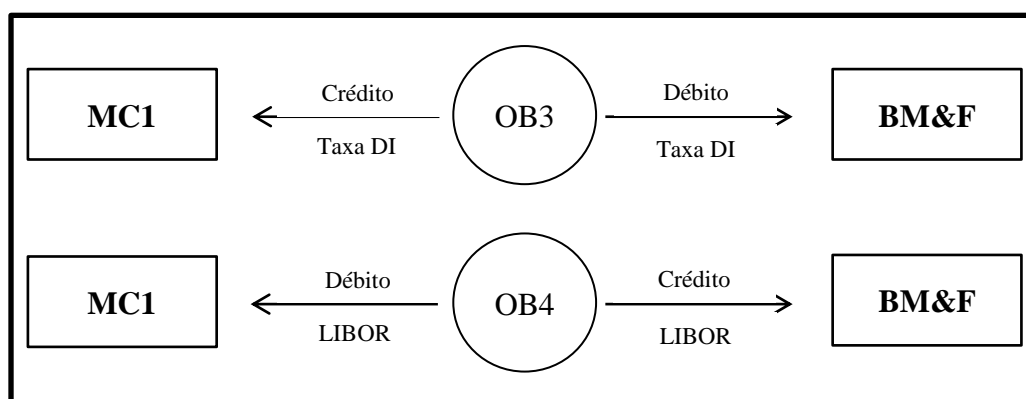 Crédito
Débito
MC1
OB3
BM&F
Taxa DI
Taxa DI
Débito
Crédito
MC1
OB4
BM&F
LIBOR
LIBOR